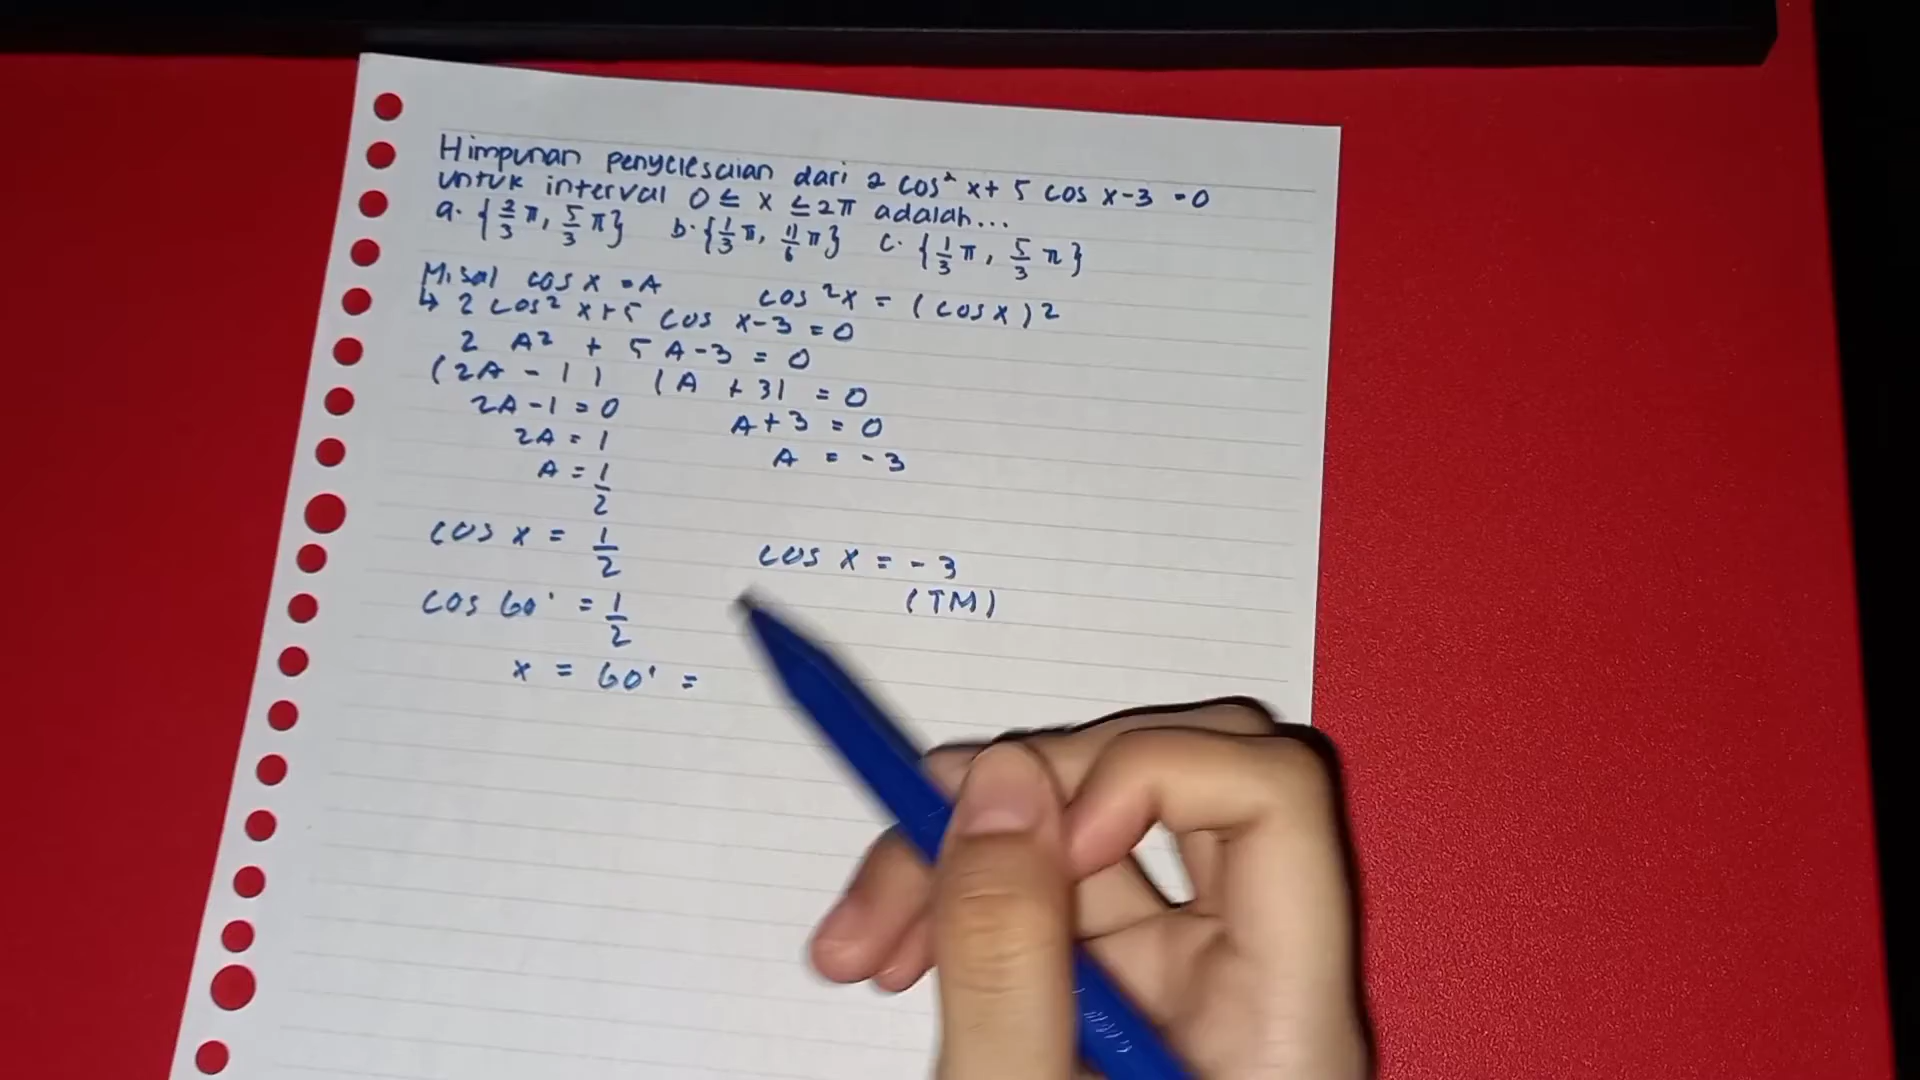 Himpunan penyelesaian dari 2 cos² x + 5 cos x - 3 = 0
untuk interval 0 ≤ x ≤ 2π adalah...
a. {2/3 π, 5/3 π} b. {1/3 π, 11/6 π} c. {1/3 π, 5/3 π}
Misal cos x = A cos ²x = (cos x)2
↳ 2 cos² x + 5 cos x - 3 = 0
2 A² + 5 A - 3 = 0
(2A - 1) (A + 3) = 0
2A - 1 = 0 A + 3 = 0
2A = 1 A = -3
A = 1/2
cos x = 1/2 cos x = -3
cos 60° = 1/2 (TM)
x = 60° =